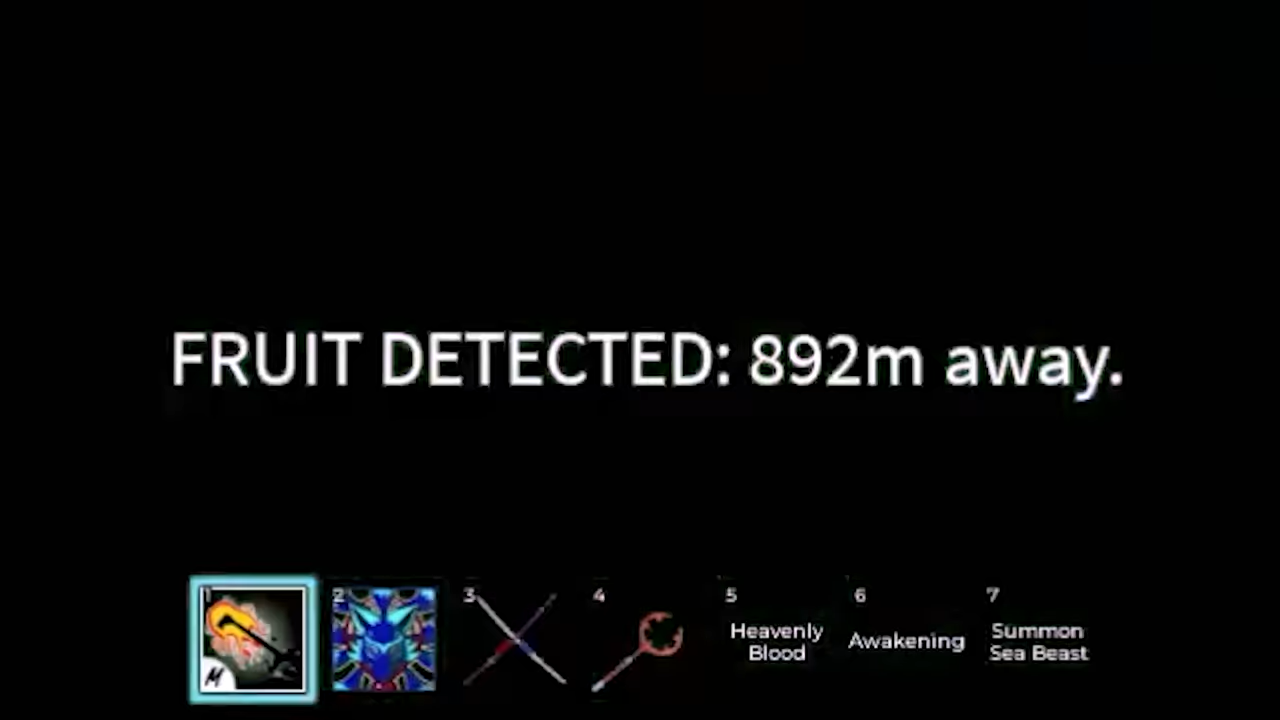 FRUIT DETECTED: 892m away.
1
2
3
4
5
6
7
M
Heavenly
Blood
Awakening
Summon
Sea Beast